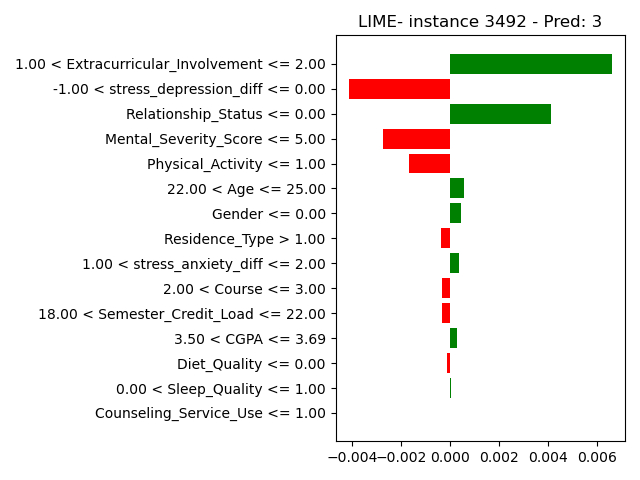 LIME- instance 3492 - Pred: 3
1.00 < Extracurricular_Involvement <= 2.00
-1.00 < stress_depression_diff <= 0.00
Relationship_Status <= 0.00
Mental_Severity_Score <= 5.00
Physical_Activity <= 1.00
22.00 < Age <= 25.00
Gender <= 0.00
Residence_Type > 1.00
1.00 < stress_anxiety_diff <= 2.00
2.00 < Course <= 3.00
18.00 < Semester_Credit_Load <= 22.00
3.50 < CGPA <= 3.69
Diet_Quality <= 0.00
0.00 < Sleep_Quality <= 1.00
Counseling_Service_Use <= 1.00
−0.004 −0.002 0.000 0.002 0.004 0.006